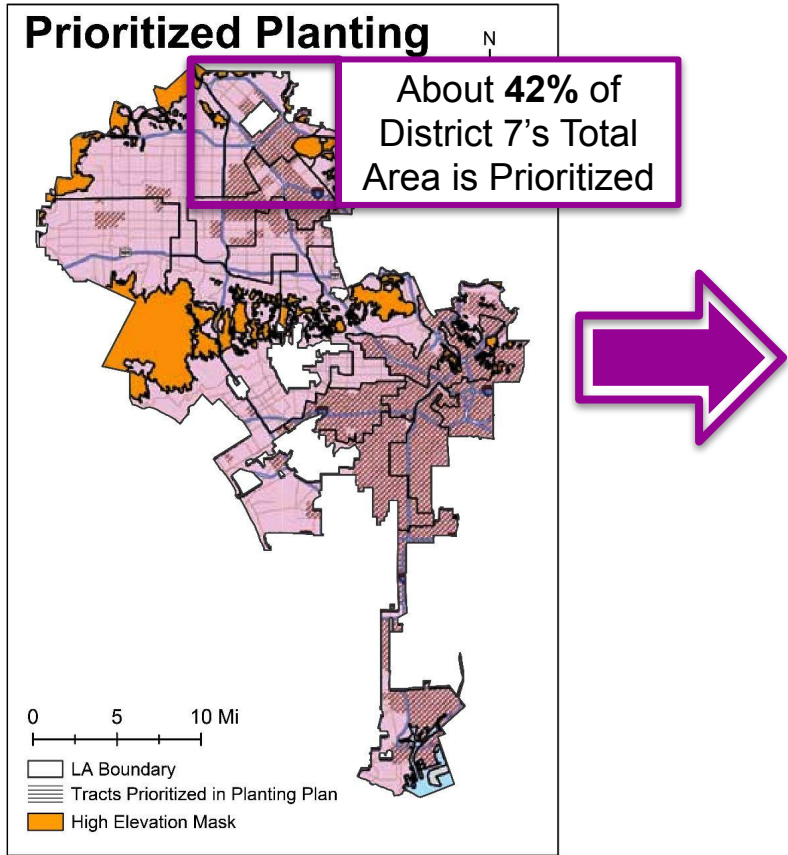 Prioritized Planting
N
About 42% of
District 7's Total
Area is Prioritized
0 5 10 Mi
LA Boundary
Tracts Prioritized in Planting Plan
High Elevation Mask